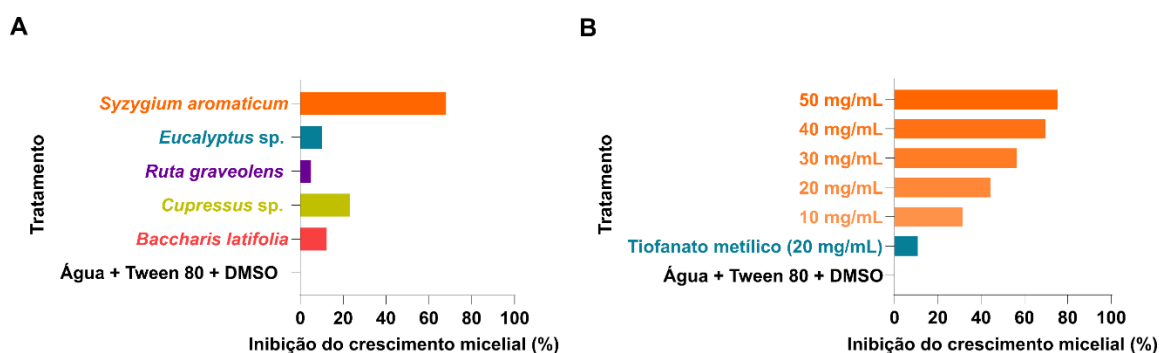 A
Tratamento
Syzygium aromaticum
Eucalyptus sp.
Ruta graveolens
Cupressus sp.
Baccharis latifolia
Água + Tween 80 + DMSO
0 20 40 60 80 100
Inibição do crescimento micelial (%)
B
Tratamento
50 mg/mL
40 mg/mL
30 mg/mL
20 mg/mL
10 mg/mL
Tiofanato metílico (20 mg/mL)
Água + Tween 80 + DMSO
0 20 40 60 80 100
Inibição do crescimento micelial (%)